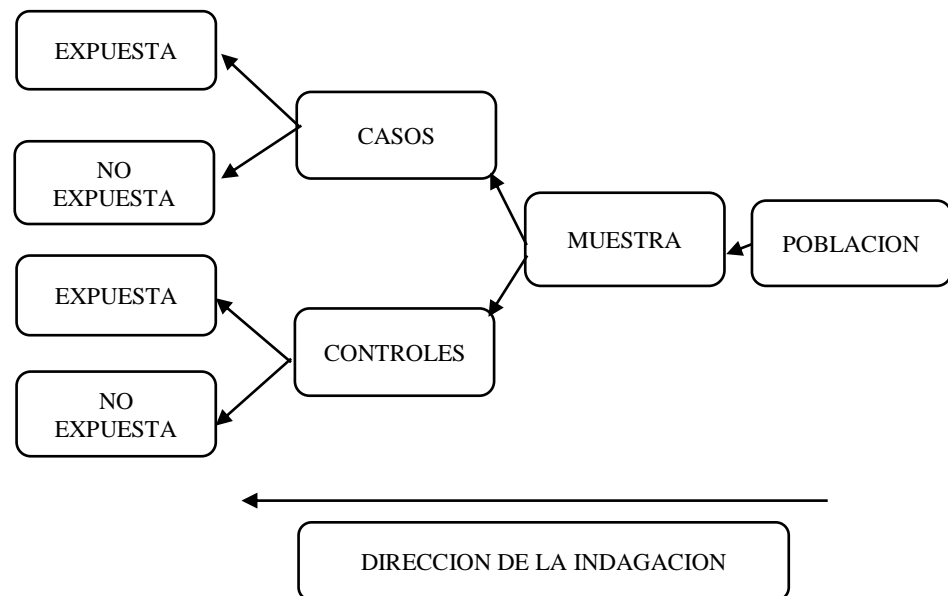 EXPUESTA
CASOS
NO
EXPUESTA
MUESTRA
POBLACION
EXPUESTA
CONTROLES
NO
EXPUESTA
DIRECCION DE LA INDAGACION